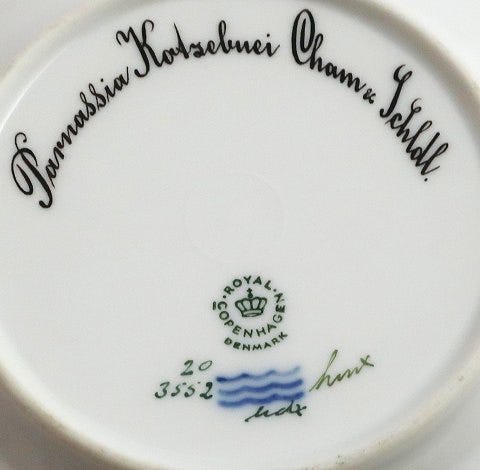 Parnassia Kotzebuei Cham & Schldl.
ROYAL
COPENHAGEN
DENMARK
20
3552